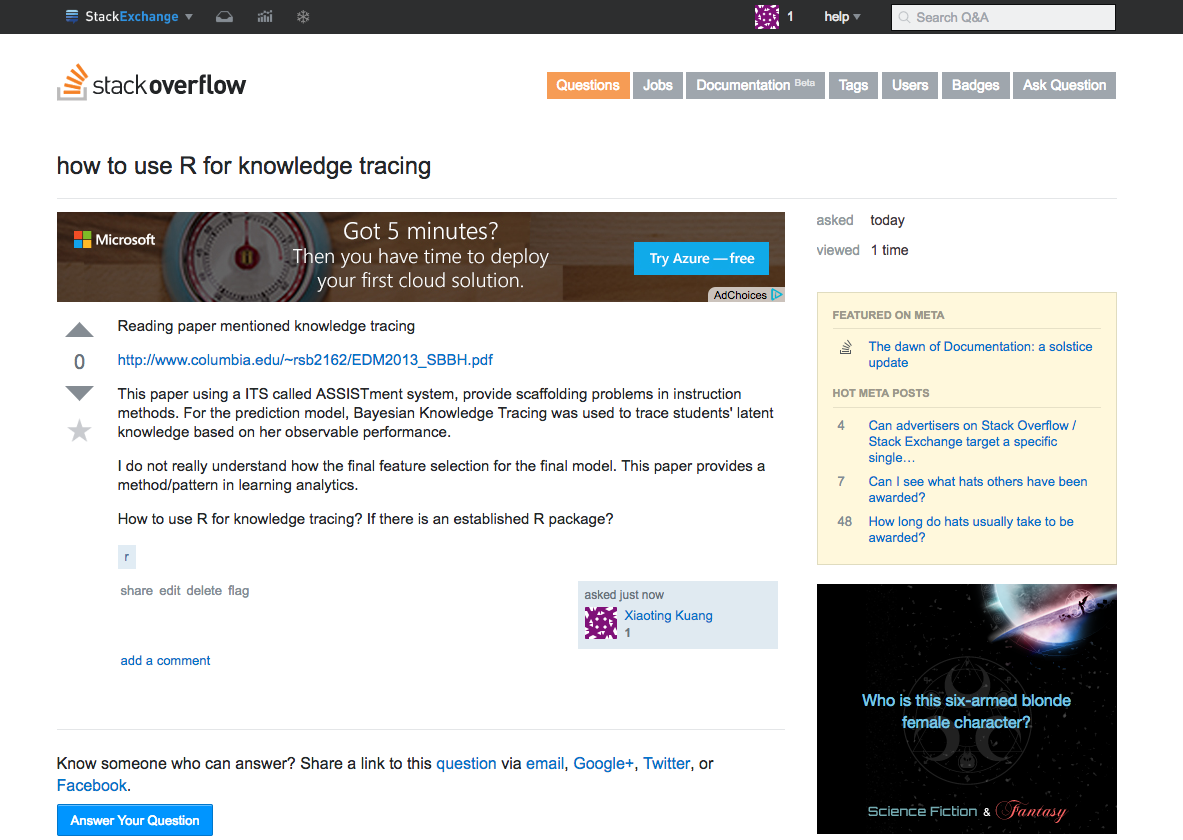 StackExchange
1
help
Search Q&A
stackoverflow
Questions
Jobs
Documentation Beta
Tags
Users
Badges
Ask Question
how to use R for knowledge tracing
Microsoft
Got 5 minutes?
Then you have time to deploy
your first cloud solution.
Try Azure — free
AdChoices
0
Reading paper mentioned knowledge tracing
http://www.columbia.edu/~rsb2162/EDM2013_SBBH.pdf
This paper using a ITS called ASSISTment system, provide scaffolding problems in instruction
methods. For the prediction model, Bayesian Knowledge Tracing was used to trace students' latent
knowledge based on her observable performance.
I do not really understand how the final feature selection for the final model. This paper provides a
method/pattern in learning analytics.
How to use R for knowledge tracing? If there is an established R package?
r
share edit delete flag
asked just now
Xiaoting Kuang
1
add a comment
Know someone who can answer? Share a link to this question via email, Google+, Twitter, or
Facebook.
Answer Your Question
asked today
viewed 1 time
FEATURED ON META
The dawn of Documentation: a solstice
update
HOT META POSTS
4 Can advertisers on Stack Overflow /
Stack Exchange target a specific
single…
7 Can I see what hats others have been
awarded?
48 How long do hats usually take to be
awarded?
Who is this six-armed blonde
female character?
Science Fiction & Fantasy